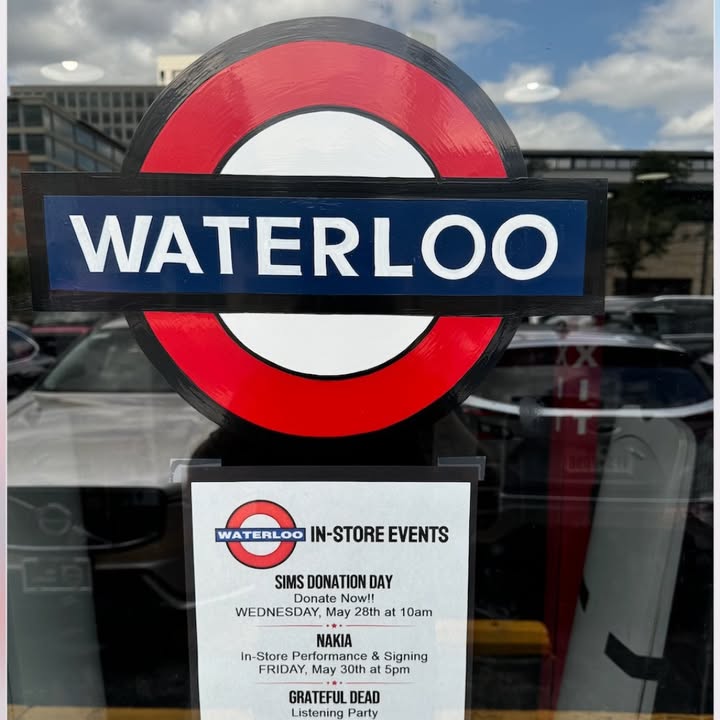 WATERLOO
WATERLOO IN-STORE EVENTS
SIMS DONATION DAY
Donate Now!!
WEDNESDAY, May 28th at 10am
NAKIA
In-Store Performance & Signing
FRIDAY, May 30th at 5pm
GRATEFUL DEAD
Listening Party